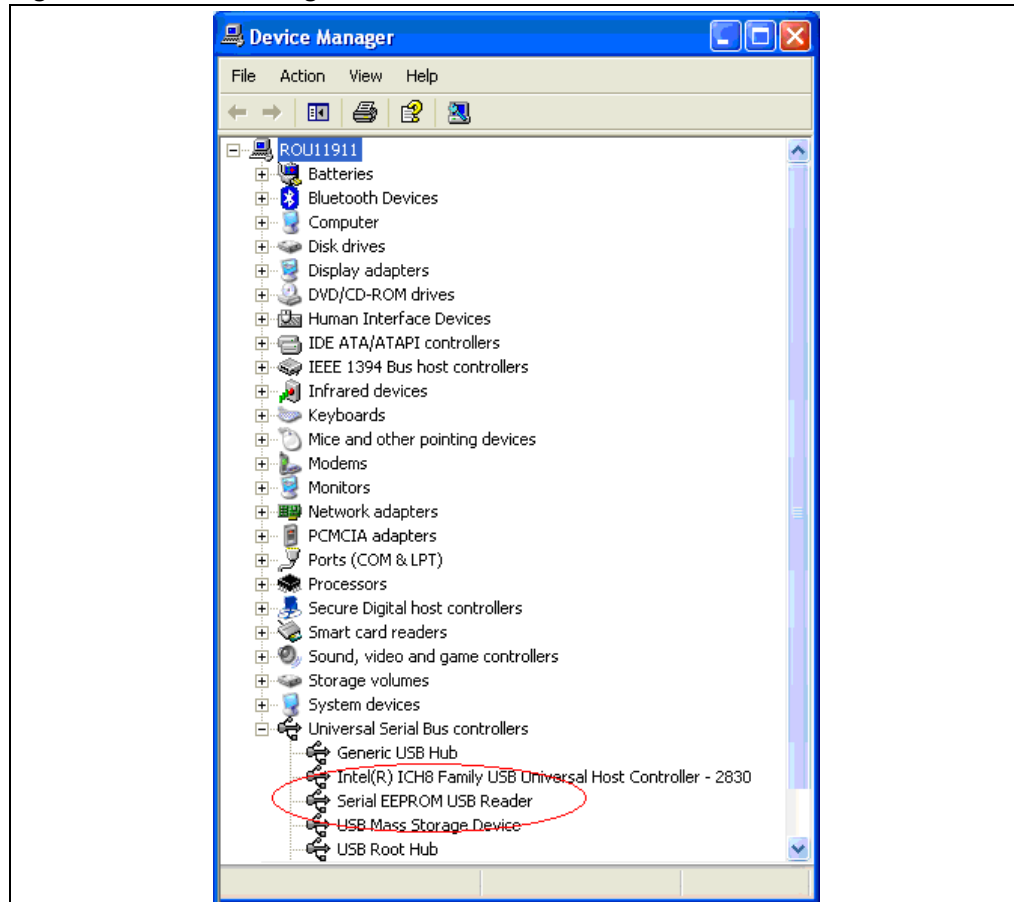 Device Manager
File Action View Help
ROU11911
Batteries
Bluetooth Devices
Computer
Disk drives
Display adapters
DVD/CD-ROM drives
Human Interface Devices
IDE ATA/ATAPI controllers
IEEE 1394 Bus host controllers
Infrared devices
Keyboards
Mice and other pointing devices
Modems
Monitors
Network adapters
PCMCIA adapters
Ports (COM & LPT)
Processors
Secure Digital host controllers
Smart card readers
Sound, video and game controllers
Storage volumes
System devices
Universal Serial Bus controllers
Generic USB Hub
Intel(R) ICH8 Family USB Universal Host Controller - 2830
Serial EEPROM USB Reader
USB Mass Storage Device
USB Root Hub